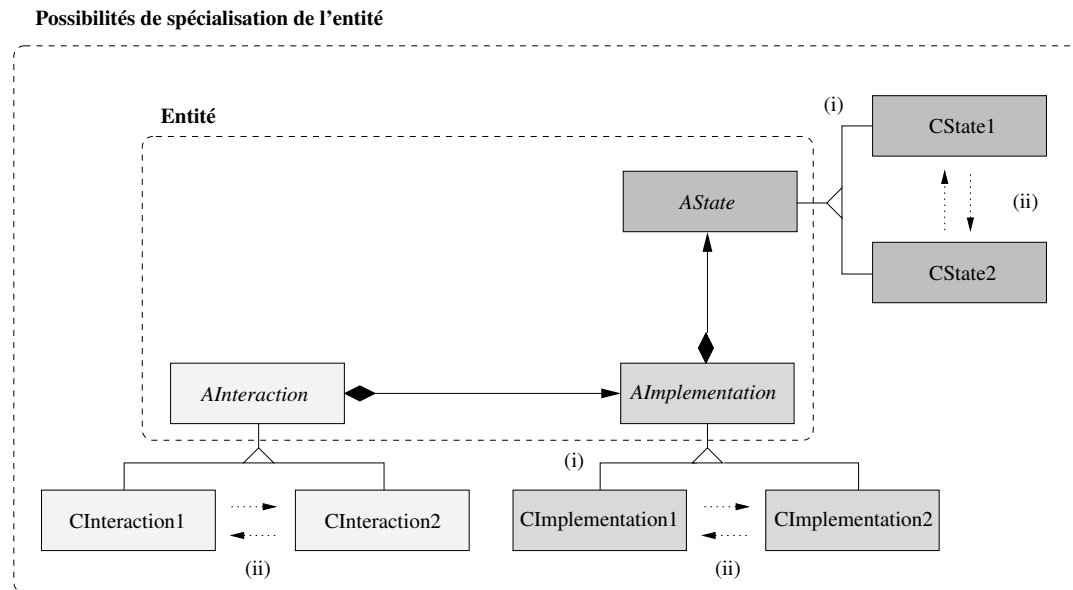 Possibilités de spécialisation de l'entité
Entité
(i)
CState1
AState
(ii)
CState2
AInteraction
AImplementation
(i)
CInteraction1
CInteraction2
CImplementation1
CImplementation2
(ii)
(ii)